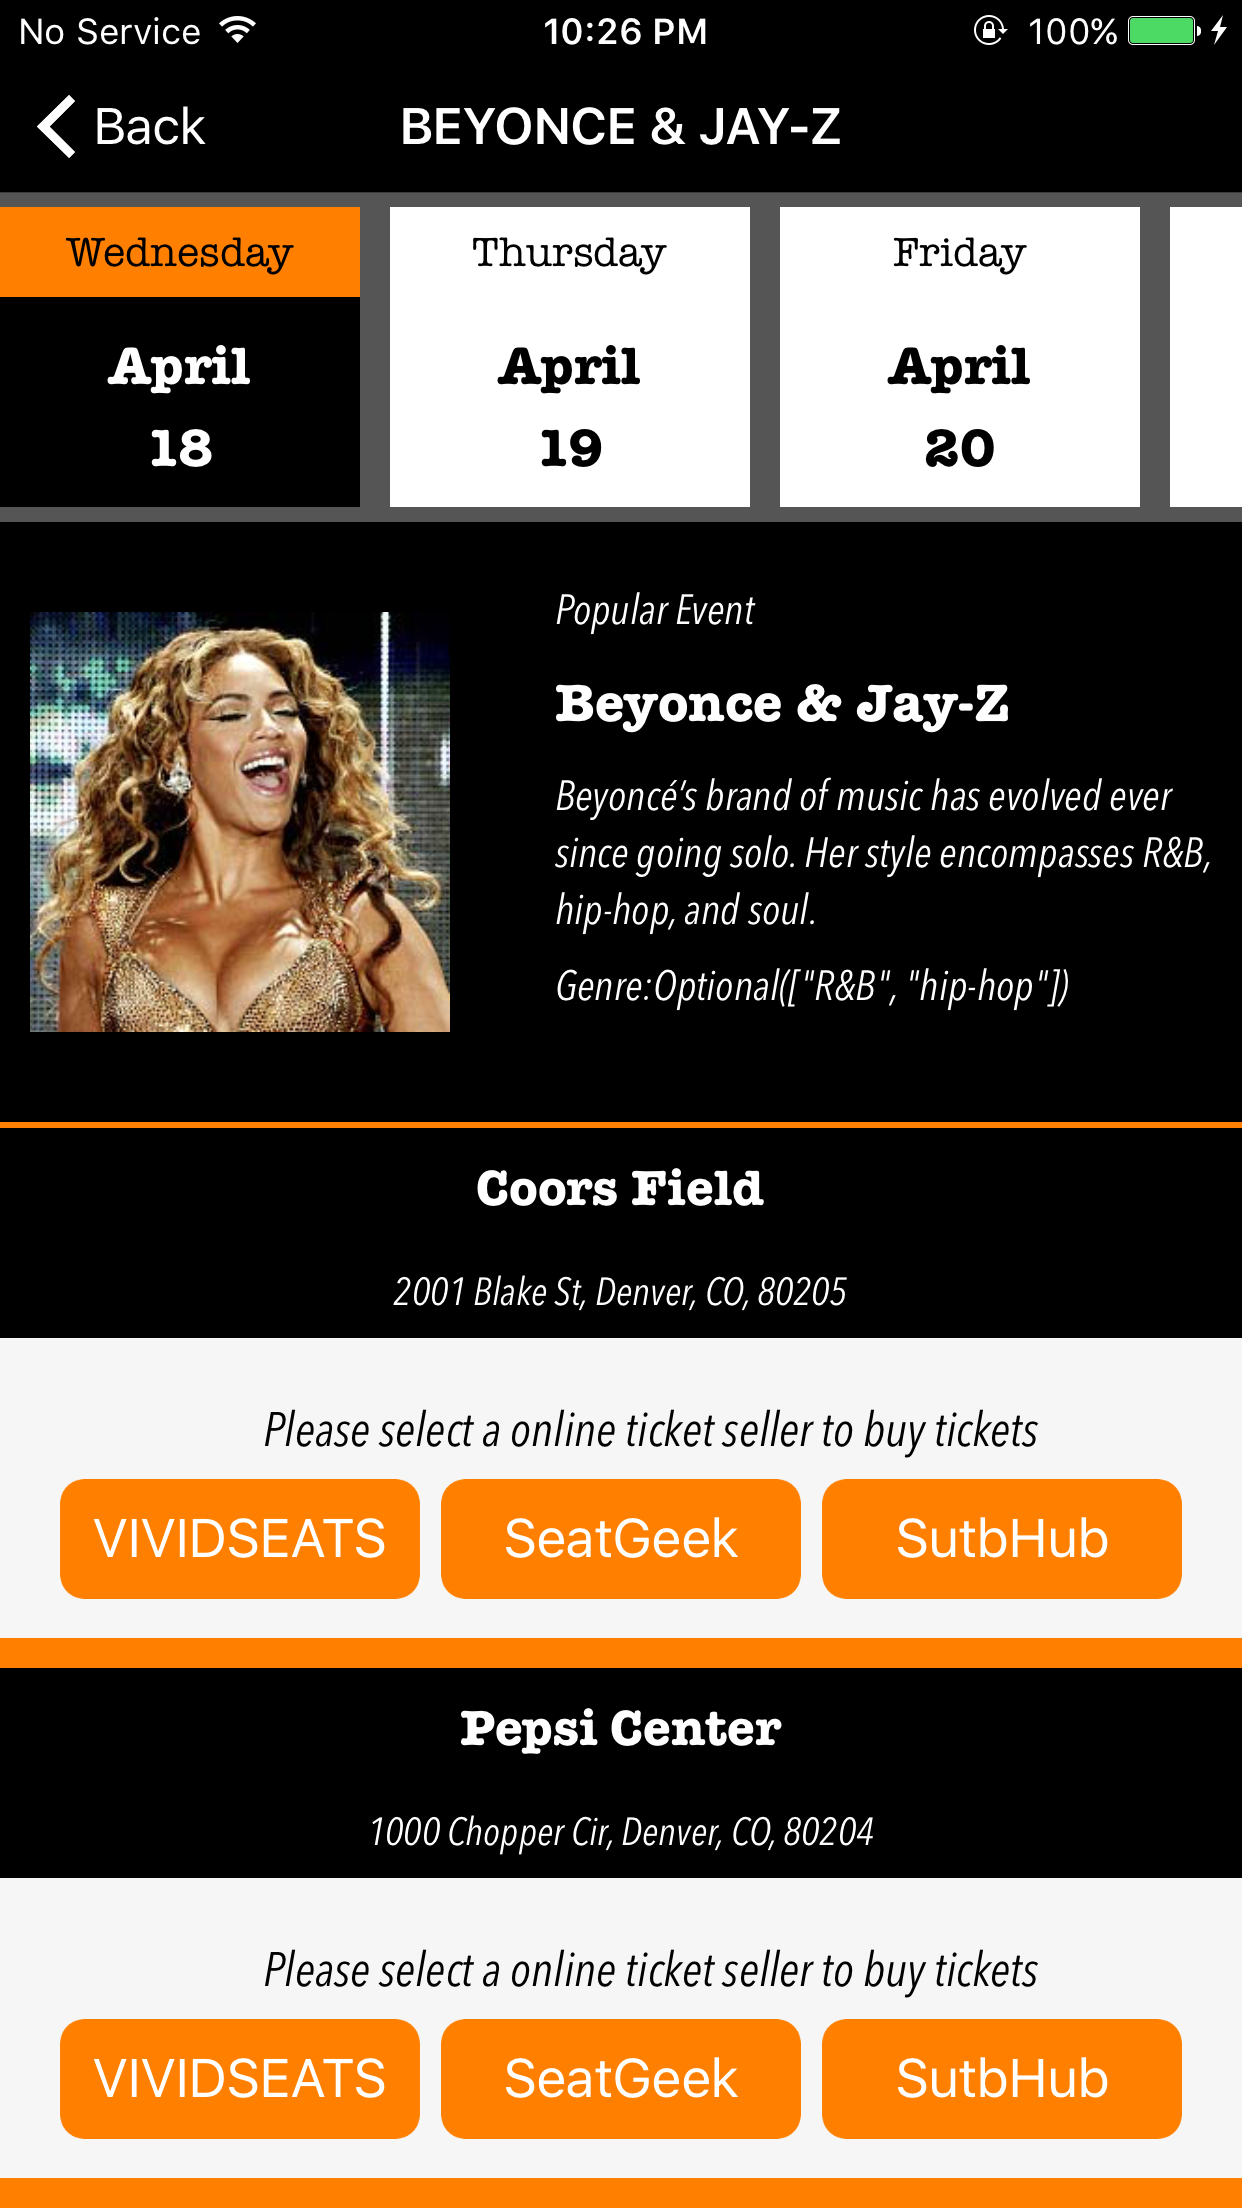 No Service 10:26 PM 100%
Back BEYONCE & JAY-Z
Wednesday Thursday Friday
April April April
18 19 20
Popular Event
Beyonce & Jay-Z
Beyoncé's brand of music has evolved ever
since going solo. Her style encompasses R&B,
hip-hop, and soul.
Genre:Optional(["R&B", "hip-hop"])
Coors Field
2001 Blake St, Denver, CO, 80205
Please select a online ticket seller to buy tickets
VIVIDSEATS SeatGeek SutbHub
Pepsi Center
1000 Chopper Cir, Denver, CO, 80204
Please select a online ticket seller to buy tickets
VIVIDSEATS SeatGeek SutbHub